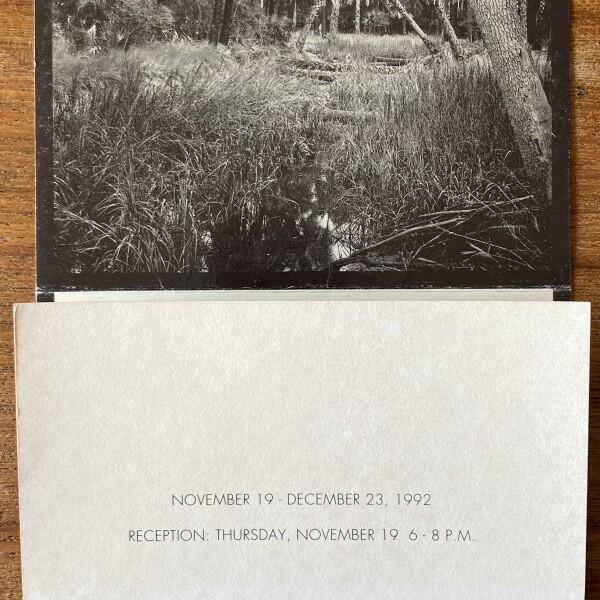 NOVEMBER 19 - DECEMBER 23, 1992
RECEPTION: THURSDAY, NOVEMBER 19 6 - 8 P.M.